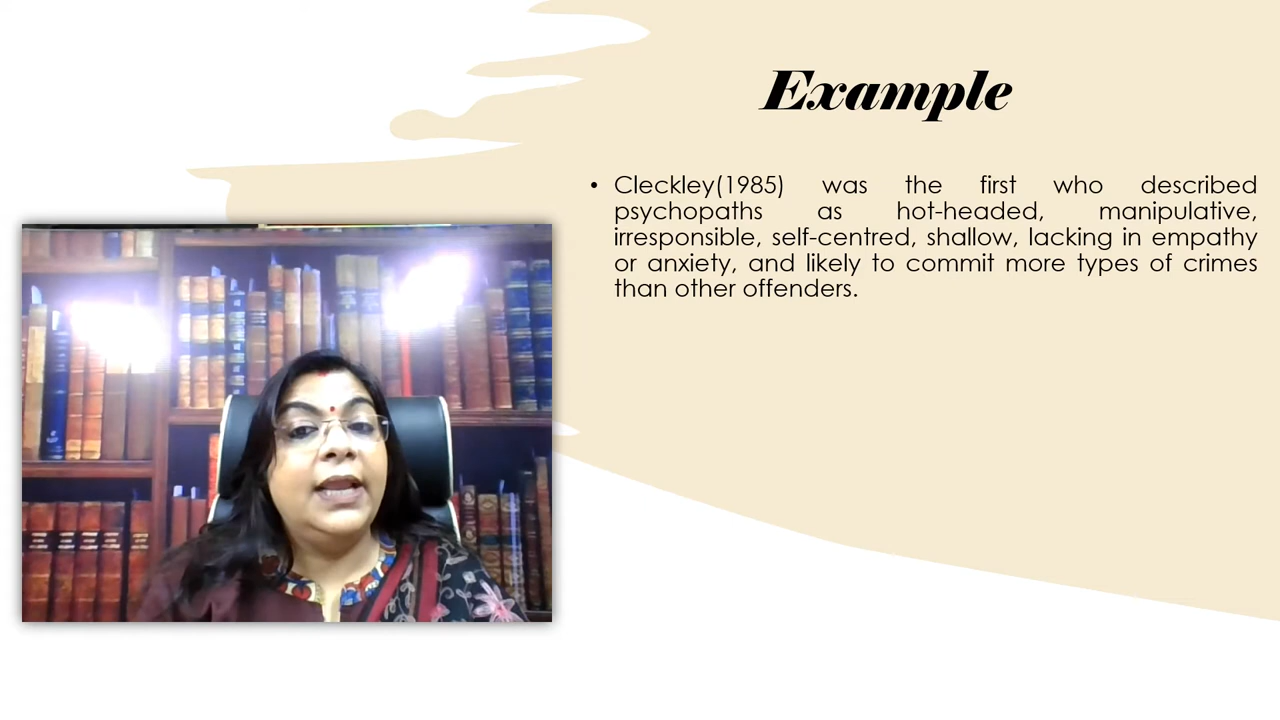 Example
• Cleckley(1985) was the first who described
psychopaths as hot-headed, manipulative,
irresponsible, self-centred, shallow, lacking in empathy
or anxiety, and likely to commit more types of crimes
than other offenders.